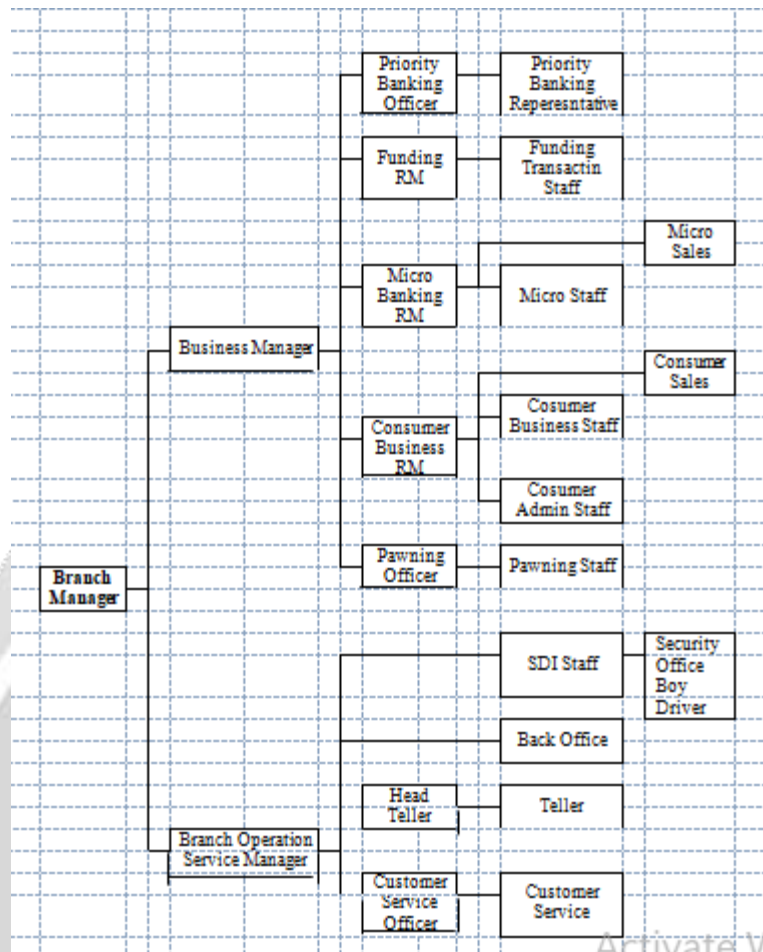 Priority
Banking
Officer
Priority
Banking
Representative
Funding
RM
Funding
Transactin
Staff
Micro
Sales
Micro
Banking
RM
Micro Staff
Business Manager
Consumer
Sales
Consumer
Business
RM
Cosumer
Business Staff
Cosumer
Admin Staff
Pawning
Officer
Pawning Staff
Branch
Manager
SDI Staff
Security
Office
Boy
Driver
Back Office
Head
Teller
Teller
Branch Operation
Service Manager
Customer
Service
Officer
Customer
Service
Activate W